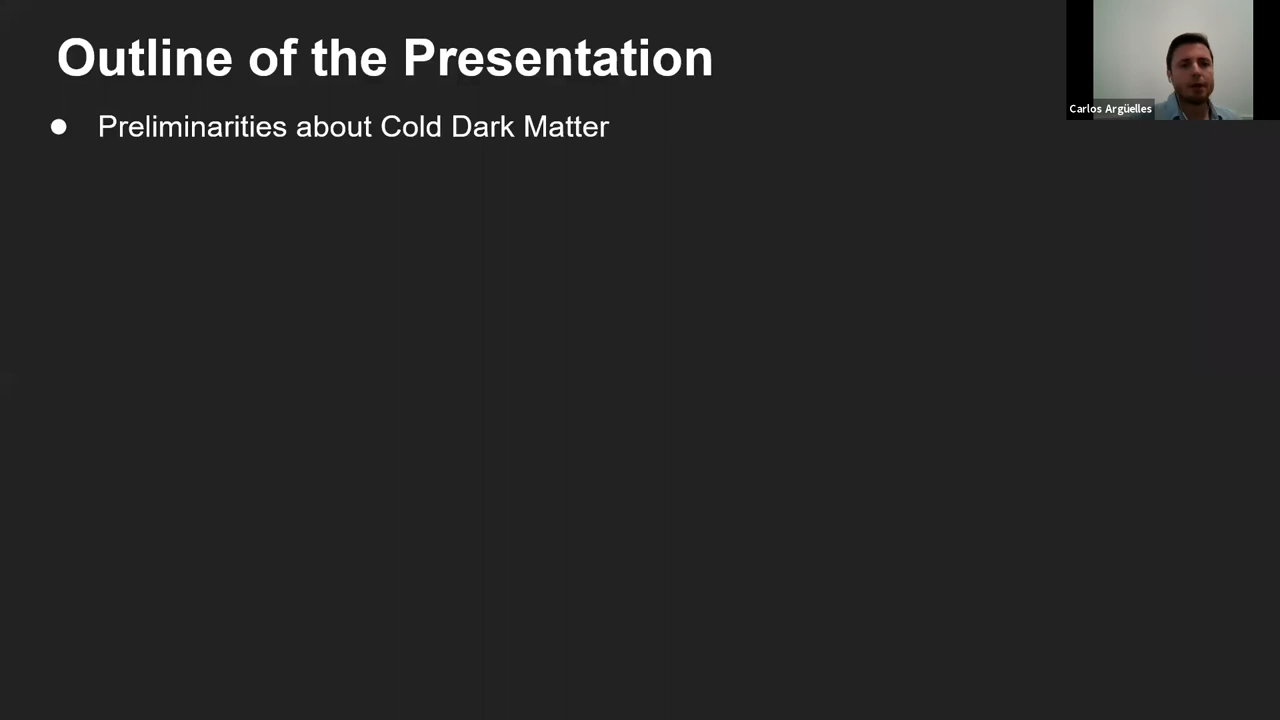 Outline of the Presentation
● Preliminarities about Cold Dark Matter
Carlos Argüelles